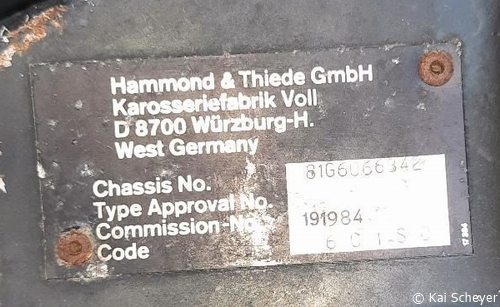 Hammond & Thiede GmbH
Karosseriefabrik Voll
D 8700 Würzburg-H.
West Germany
Chassis No. 81G6U66342
Type Approval No.
Commission-No. 191984
Code
© Kai Scheyer